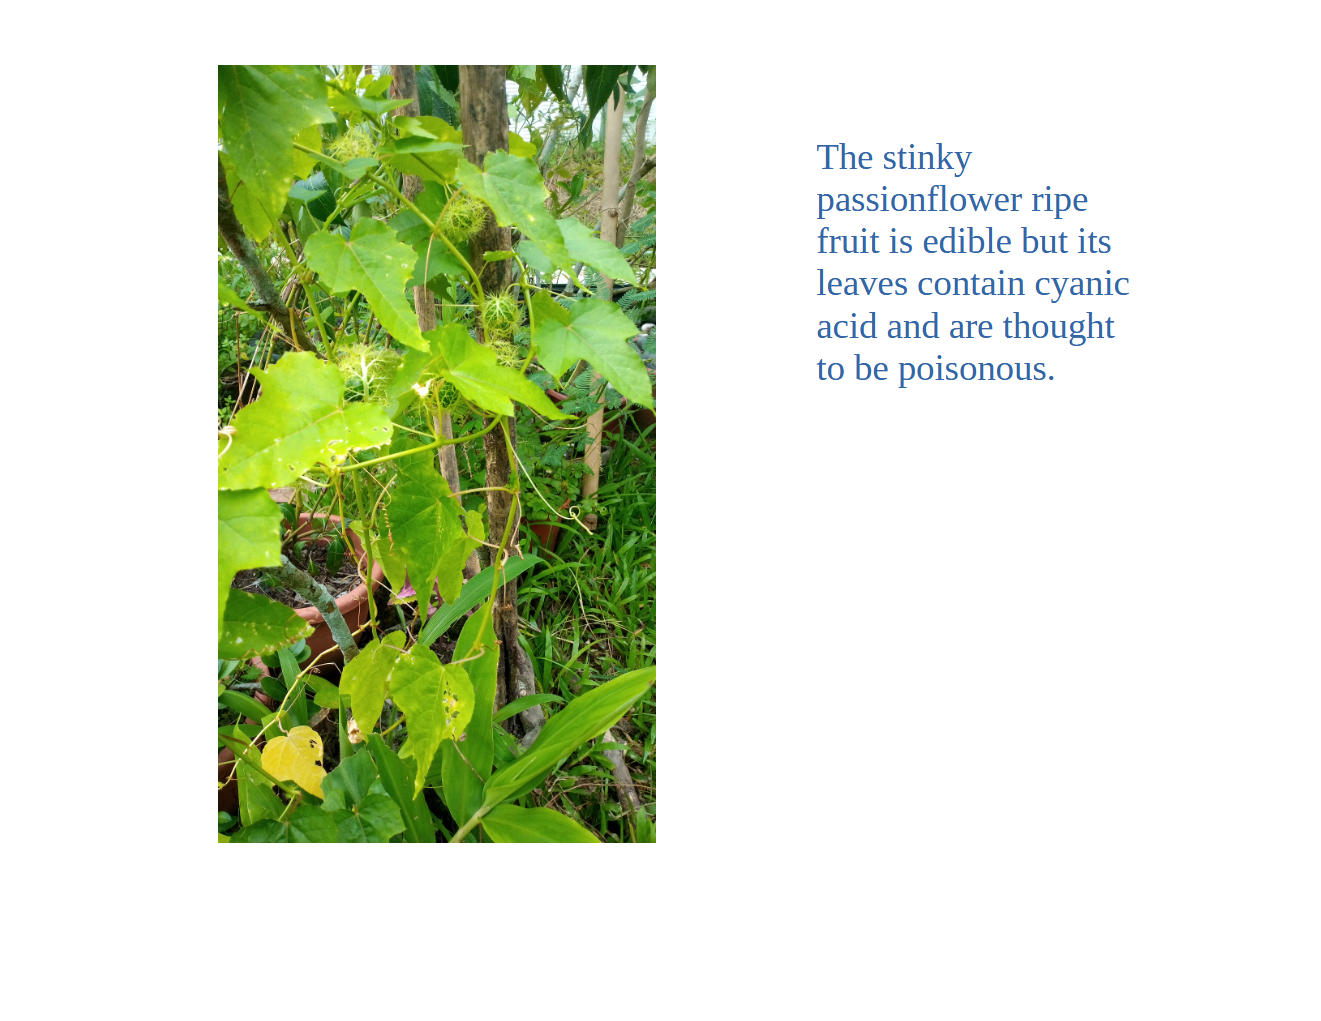 The stinky
passionflower ripe
fruit is edible but its
leaves contain cyanic
acid and are thought
to be poisonous.